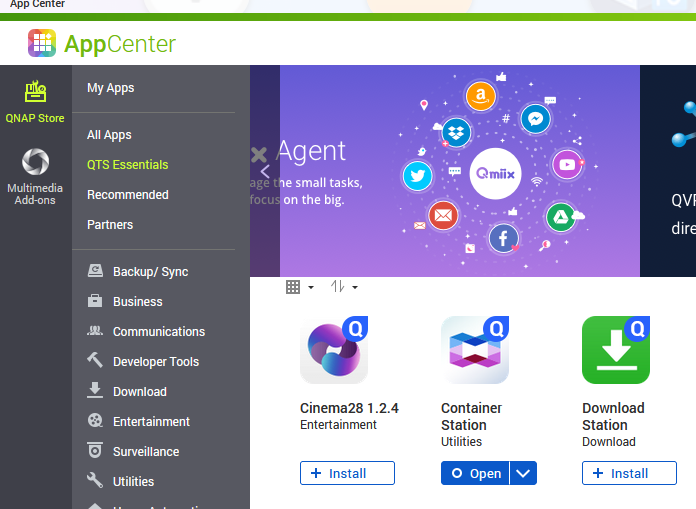 App Center
AppCenter
QNAP Store
Multimedia
Add-ons
My Apps
All Apps
QTS Essentials
Recommended
Partners
Backup/ Sync
Business
Communications
Developer Tools
Download
Entertainment
Surveillance
Utilities
Agent
age the small tasks,
focus on the big.
Qmiix
#
QVR
dire
Q
Cinema28 1.2.4
Entertainment
+ Install
Q
Container
Station
Utilities
Open
Q
Download
Station
Download
+ Install